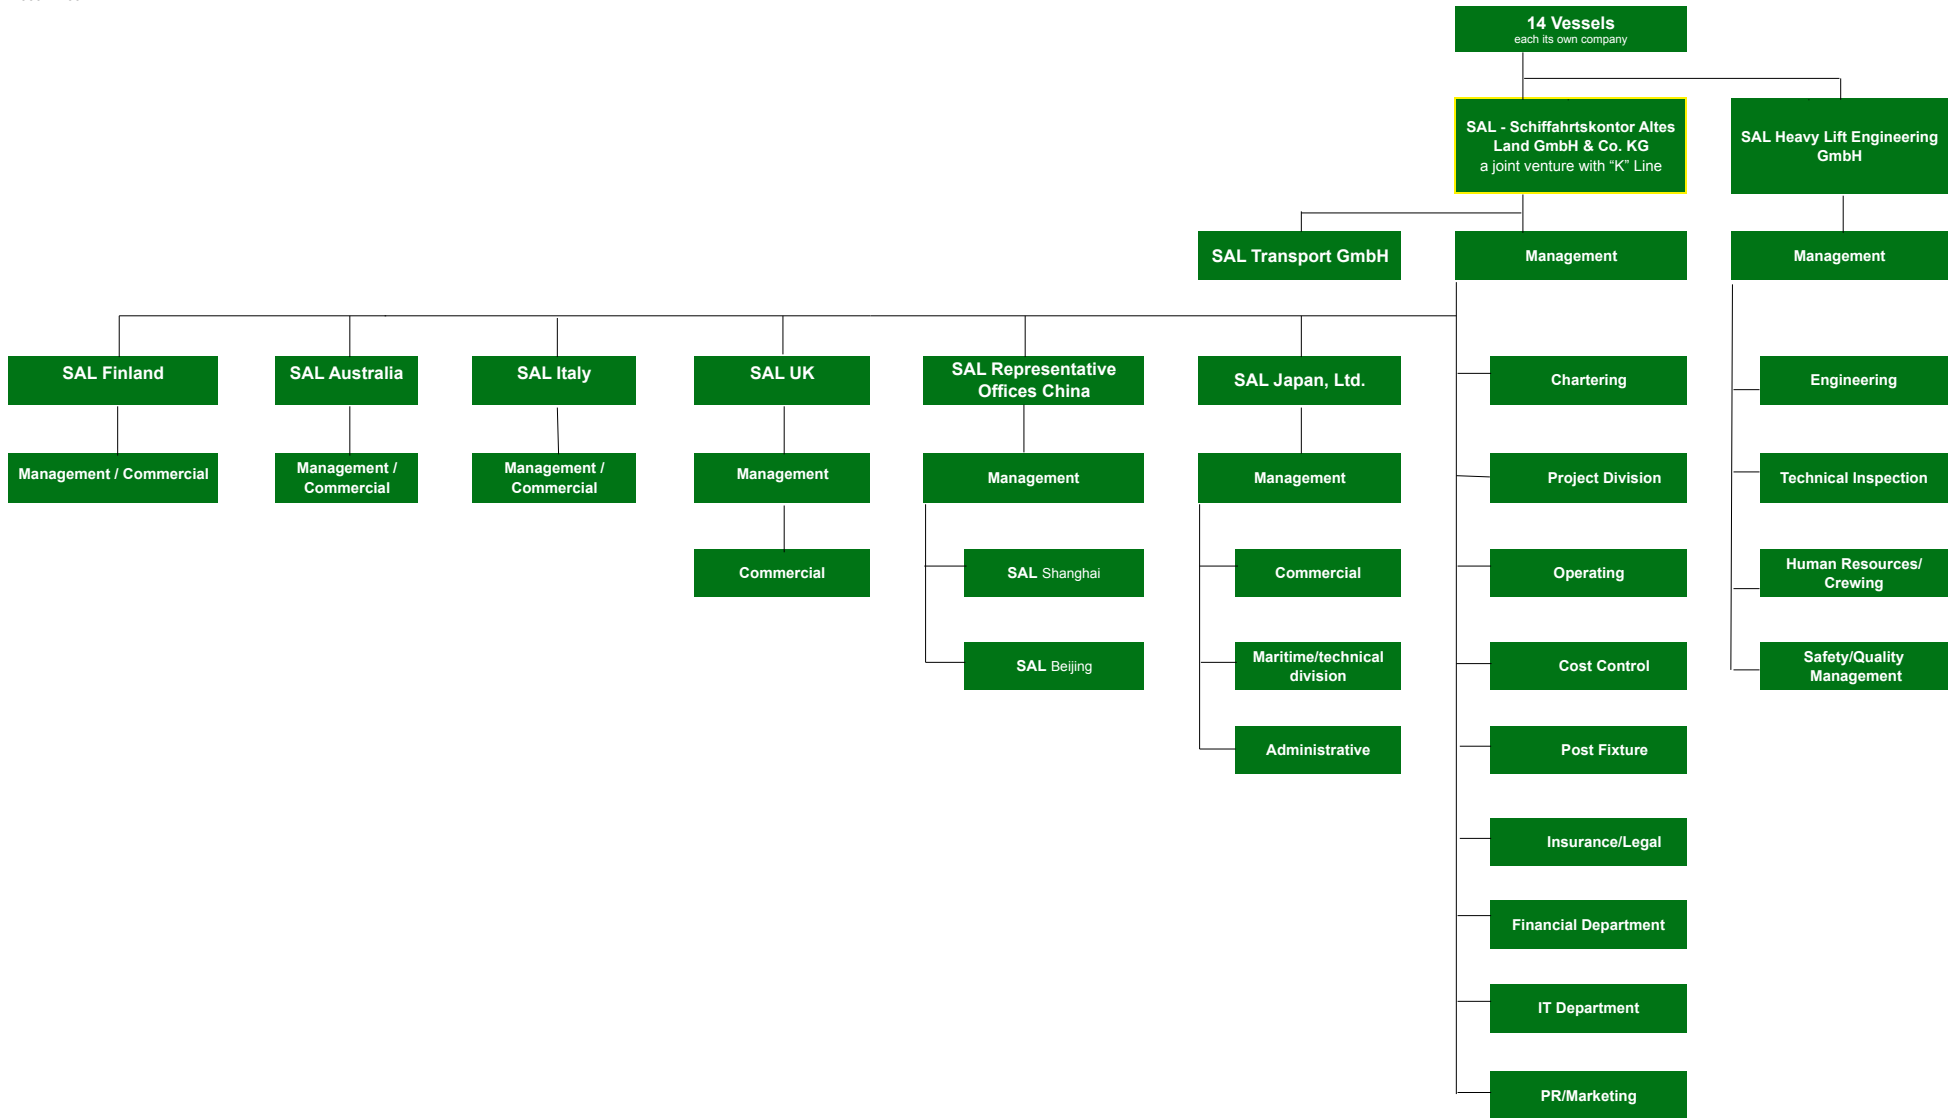 14 Vessels
each its own company
SAL - Schiffahrtskontor Altes
Land GmbH & Co. KG
a joint venture with “K” Line
SAL Heavy Lift Engineering
GmbH
SAL Transport GmbH
Management
Management
SAL Finland
SAL Australia
SAL Italy
SAL UK
SAL Representative
Offices China
SAL Japan, Ltd.
Chartering
Engineering
Management / Commercial
Management /
Commercial
Management /
Commercial
Management
Management
Management
Project Division
Technical Inspection
Commercial
SAL Shanghai
Commercial
Operating
Human Resources/
Crewing
SAL Beijing
Maritime/technical
division
Cost Control
Safety/Quality
Management
Administrative
Post Fixture
Insurance/Legal
Financial Department
IT Department
PR/Marketing